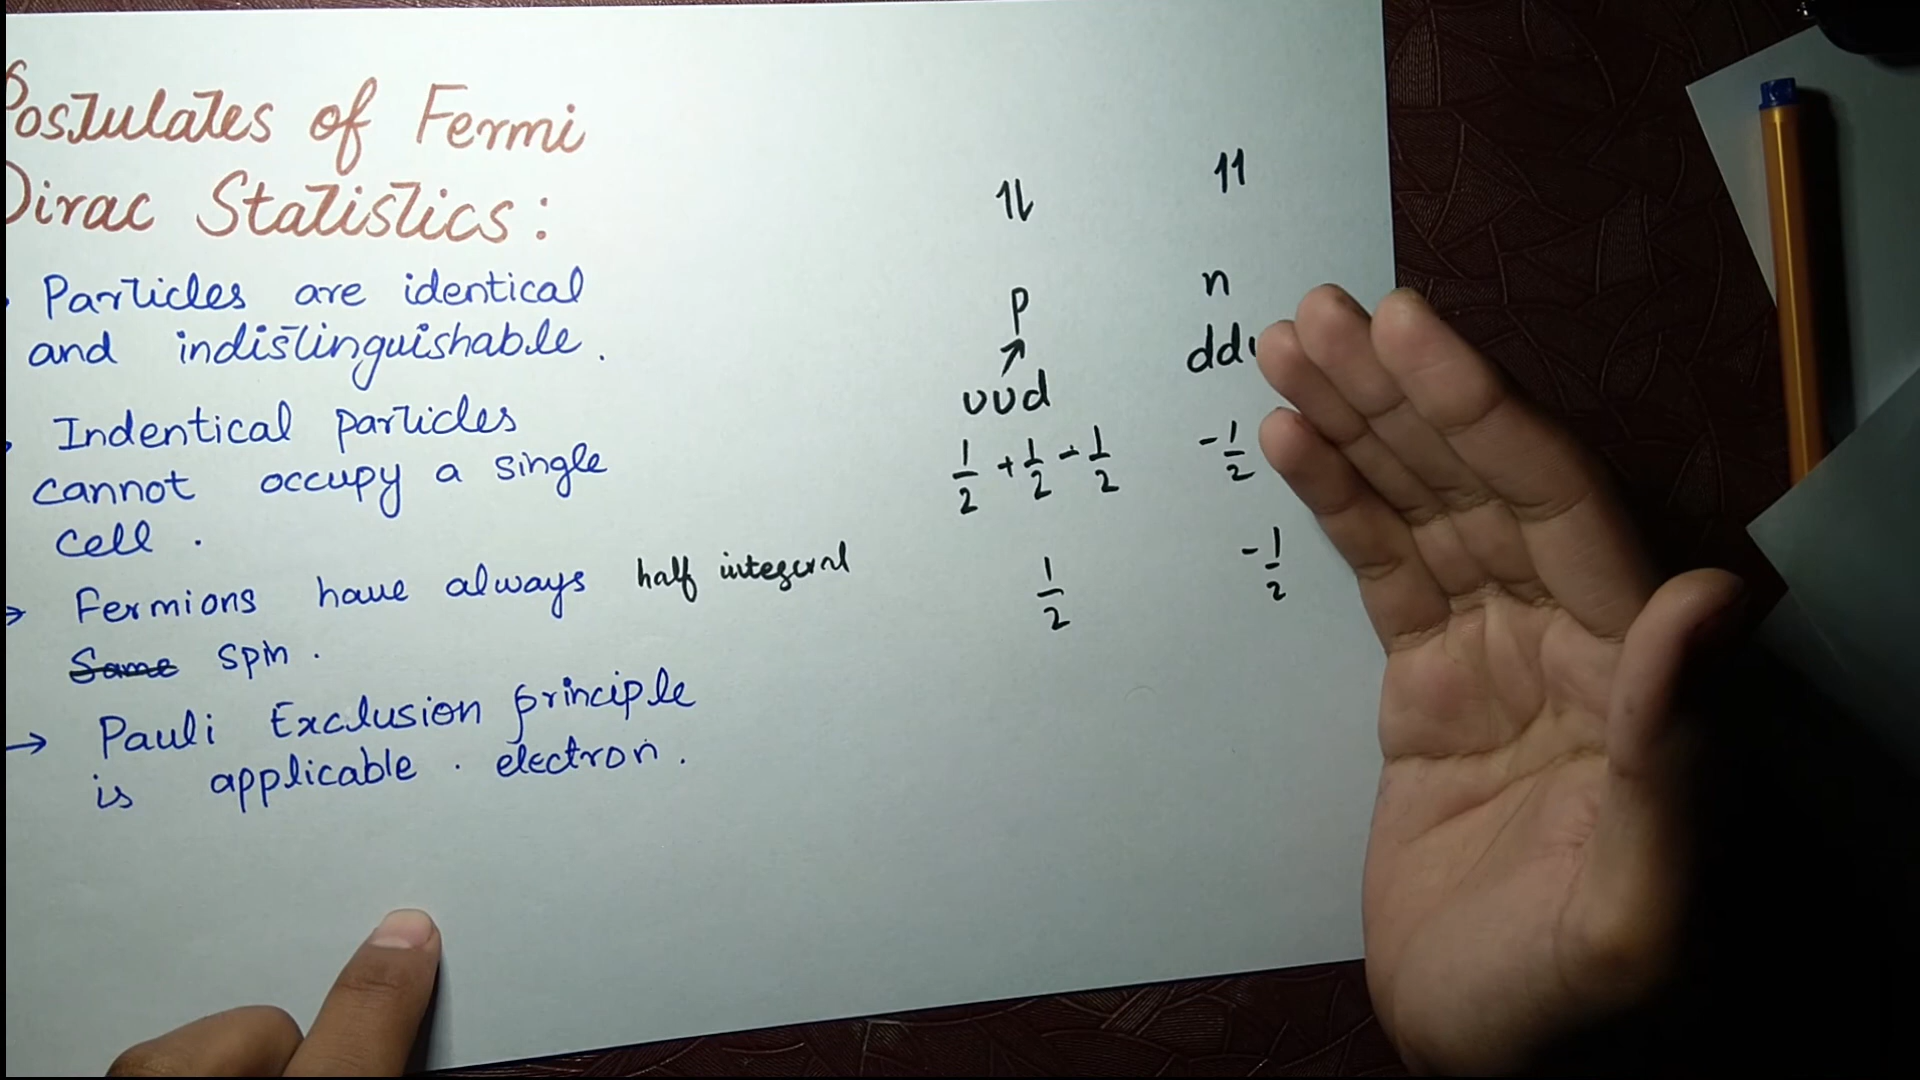 Postulates of Fermi
Dirac Statistics :
Particles are identical
and indistinguishable .
Indentical particles
cannot occupy a single
cell .
→ Fermions have always half integral
Same spin .
→ Pauli Exclusion principle
is applicable . electron .
1l 11
p n
↗
uud dd
1/2 + 1/2 - 1/2 - 1/2
1/2 - 1/2